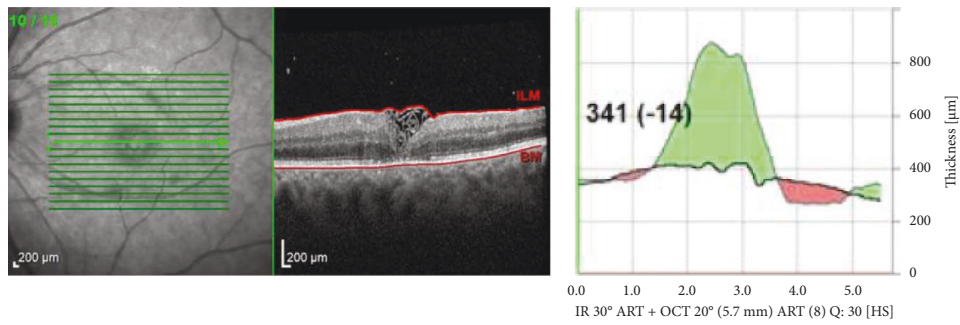 10 / 19
200 µm
ILM
BM
200 µm
341 (-14)
800
600
400
200
0
Thickness [µm]
0.0 1.0 2.0 3.0 4.0 5.0
IR 30° ART + OCT 20° (5.7 mm) ART (8) Q: 30 [HS]